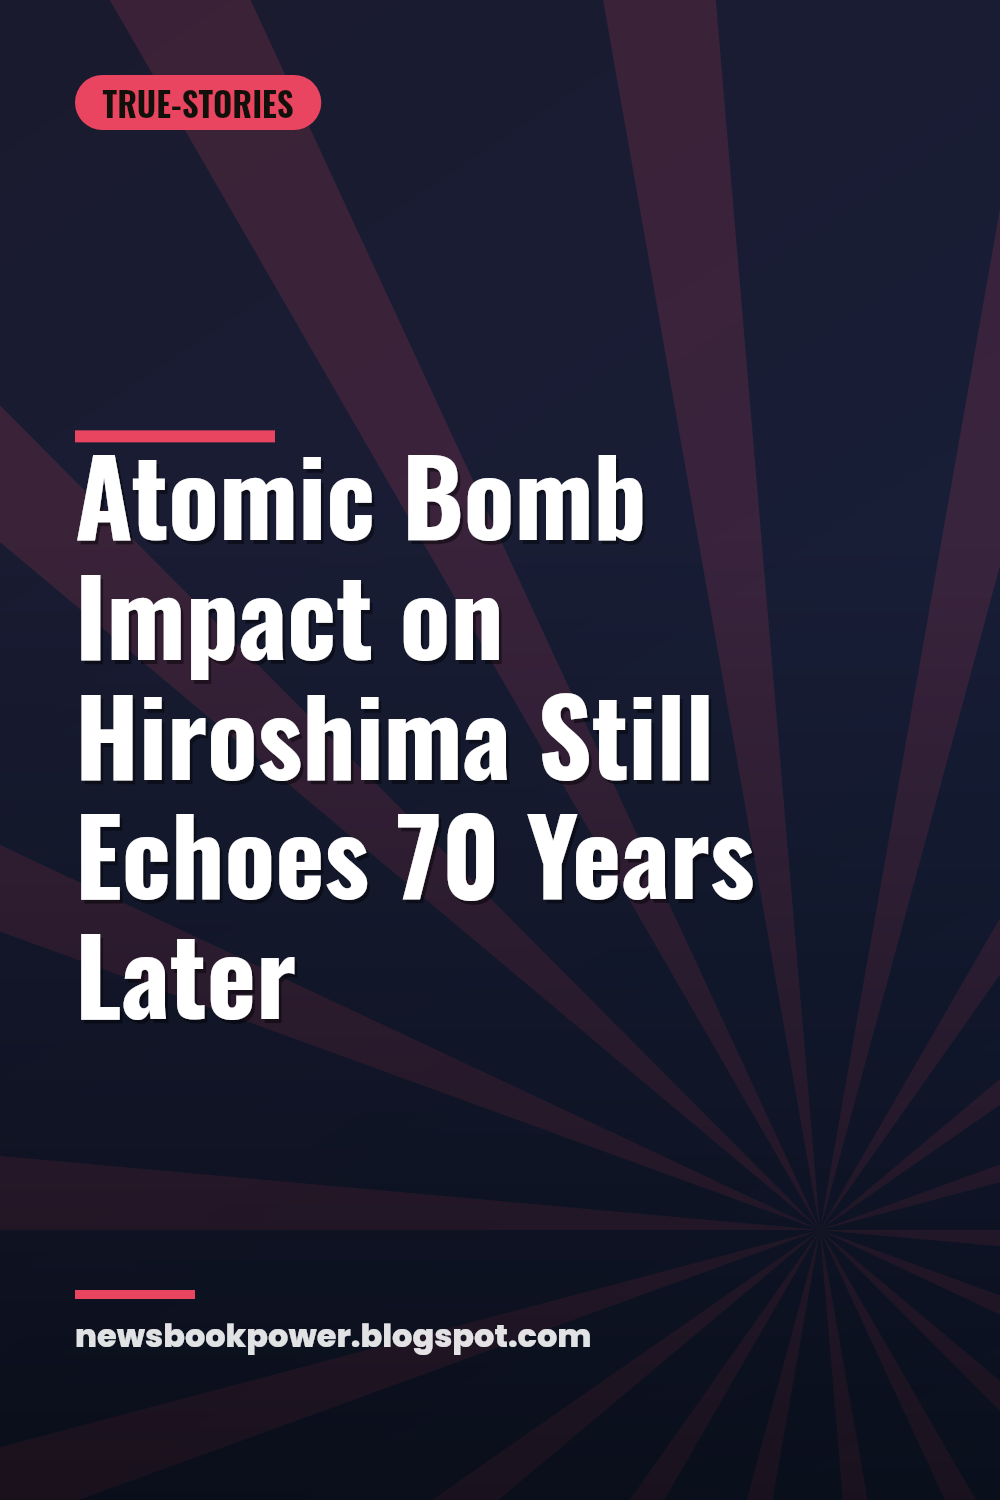 TRUE-STORIES
Atomic Bomb
Impact on
Hiroshima Still
Echoes 70 Years
Later
newsbookpower.blogspot.com